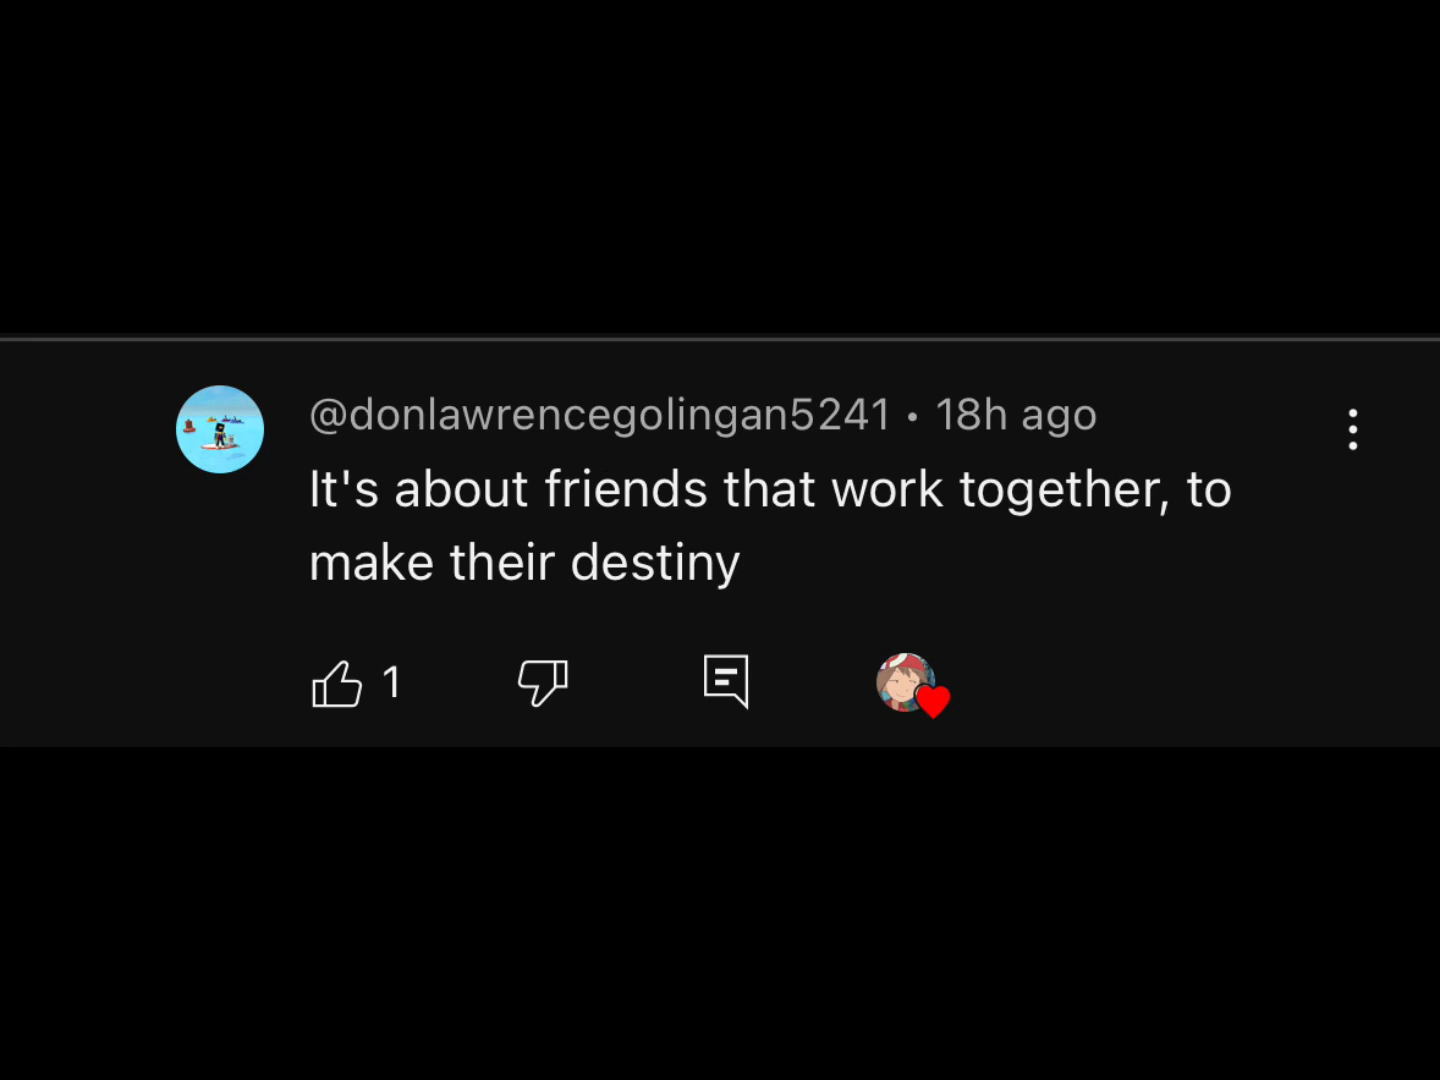 @donlawrencegolingan5241 • 18h ago
It's about friends that work together, to
make their destiny
1